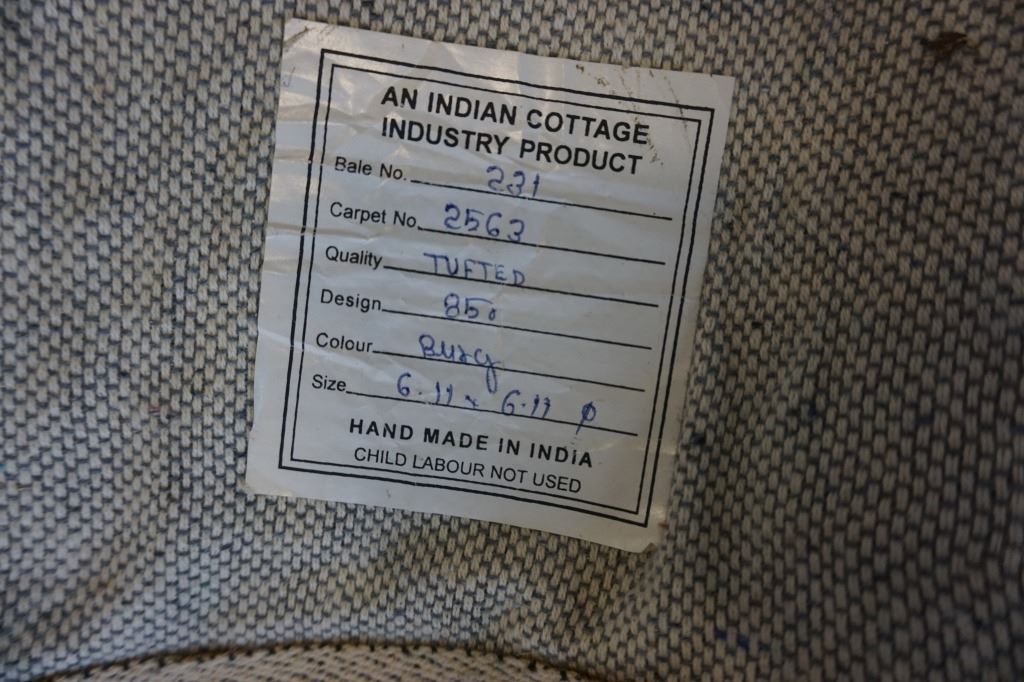 AN INDIAN COTTAGE
INDUSTRY PRODUCT
Bale No. 231
Carpet No. 2563
Quality TUFTED
Design 850
Colour Burg
Size 6.11 x 6.11 φ
HAND MADE IN INDIA
CHILD LABOUR NOT USED